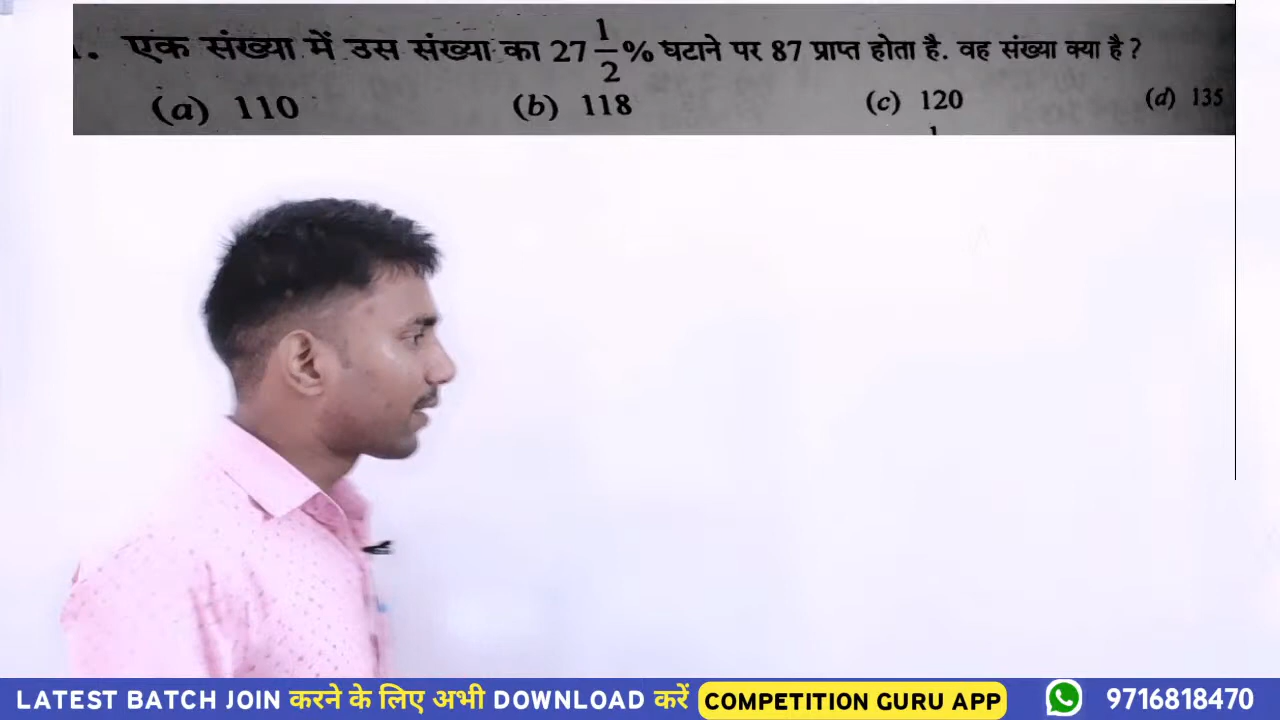 एक संख्या में उस संख्या का 27 1/2 % घटाने पर 87 प्राप्त होता है. वह संख्या क्या है ?
(a) 110 (b) 118 (c) 120 (d) 135
LATEST BATCH JOIN करने के लिए अभी DOWNLOAD करें COMPETITION GURU APP 9716818470